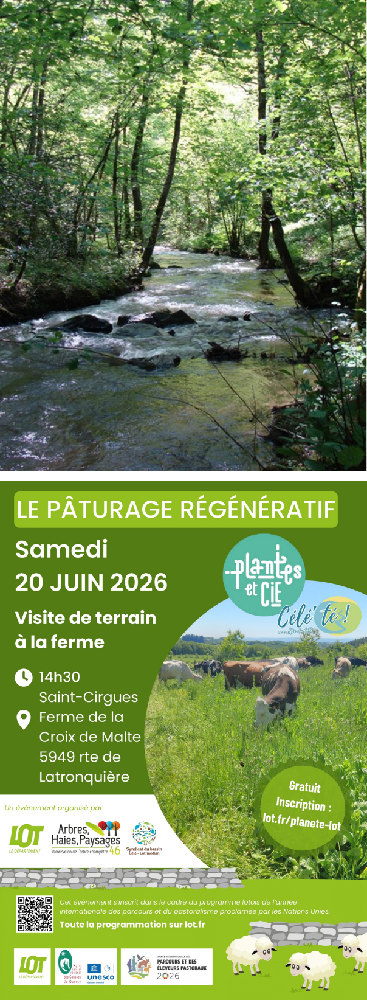 LE PÂTURAGE RÉGÉNÉRATIF
Samedi
20 JUIN 2026
plantes
et CiE
Célé' té s !
Visite de terrain
à la ferme
14h30
Saint-Cirgues
Ferme de la
Croix de Malte
5949 rte de
Latronquière
Gratuit
Inscription :
lot.fr/planete-lot
Un événement organisé par
LOT
LE DÉPARTEMENT
Arbres,
Haies, Paysages
Valorisation de l'arbre champêtre 46
Syndicat du bassin
Célé - Lot médian
Cet évènement s'inscrit dans le cadre du programme lotois de l'année
internationale des parcours et du pastoralisme proclamée par les Nations Unies.
Toute la programmation sur lot.fr
LOT
LE DÉPARTEMENT
Parc
naturel
régional
des Causses
du Quercy
unesco
ANNÉE INTERNATIONALE DES
PARCOURS ET DES
ÉLEVEURS PASTORAUX
2026